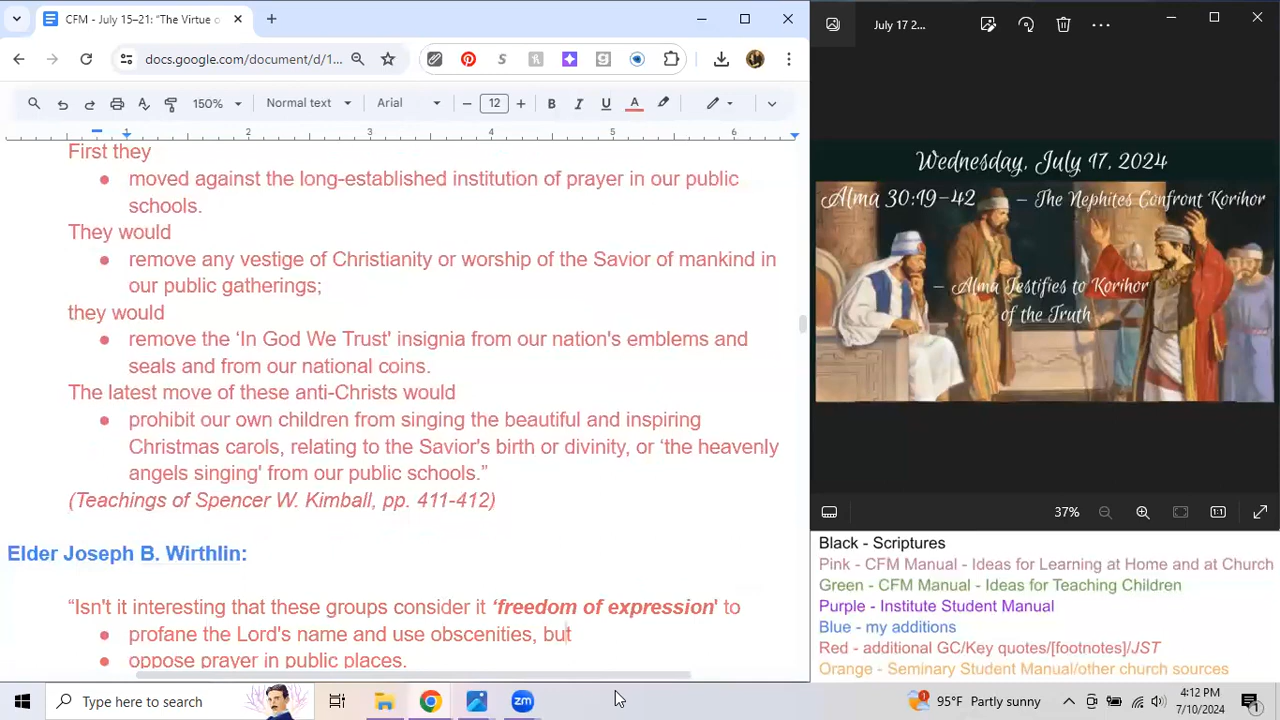 CFM - July 15–21: “The Virtue o
July 17 2...
docs.google.com/document/d/1...
150%
Normal text
Arial
12
B
I
U
A
1
2
3
4
5
6
First they
moved against the long-established institution of prayer in our public
schools.
They would
remove any vestige of Christianity or worship of the Savior of mankind in
our public gatherings;
they would
remove the ‘In God We Trust’ insignia from our nation's emblems and
seals and from our national coins.
The latest move of these anti-Christs would
prohibit our own children from singing the beautiful and inspiring
Christmas carols, relating to the Savior's birth or divinity, or ‘the heavenly
angels singing' from our public schools.”
(Teachings of Spencer W. Kimball, pp. 411-412)
Elder Joseph B. Wirthlin:
“Isn't it interesting that these groups consider it ‘freedom of expression' to
profane the Lord's name and use obscenities, but
oppose prayer in public places.
Wednesday, July 17, 2024
Alma 30:19–42 – The Nephites Confront Korihor
– Alma Testifies to Korihor
of the Truth
37%
1:1
Black - Scriptures
Pink - CFM Manual - Ideas for Learning at Home and at Church
Green - CFM Manual - Ideas for Teaching Children
Purple - Institute Student Manual
Blue - my additions
Red - additional GC/Key quotes/[footnotes]/JST
Orange - Seminary Student Manual/other church sources
Type here to search
zm
1
95°F Partly sunny
4:12 PM
7/10/2024
1